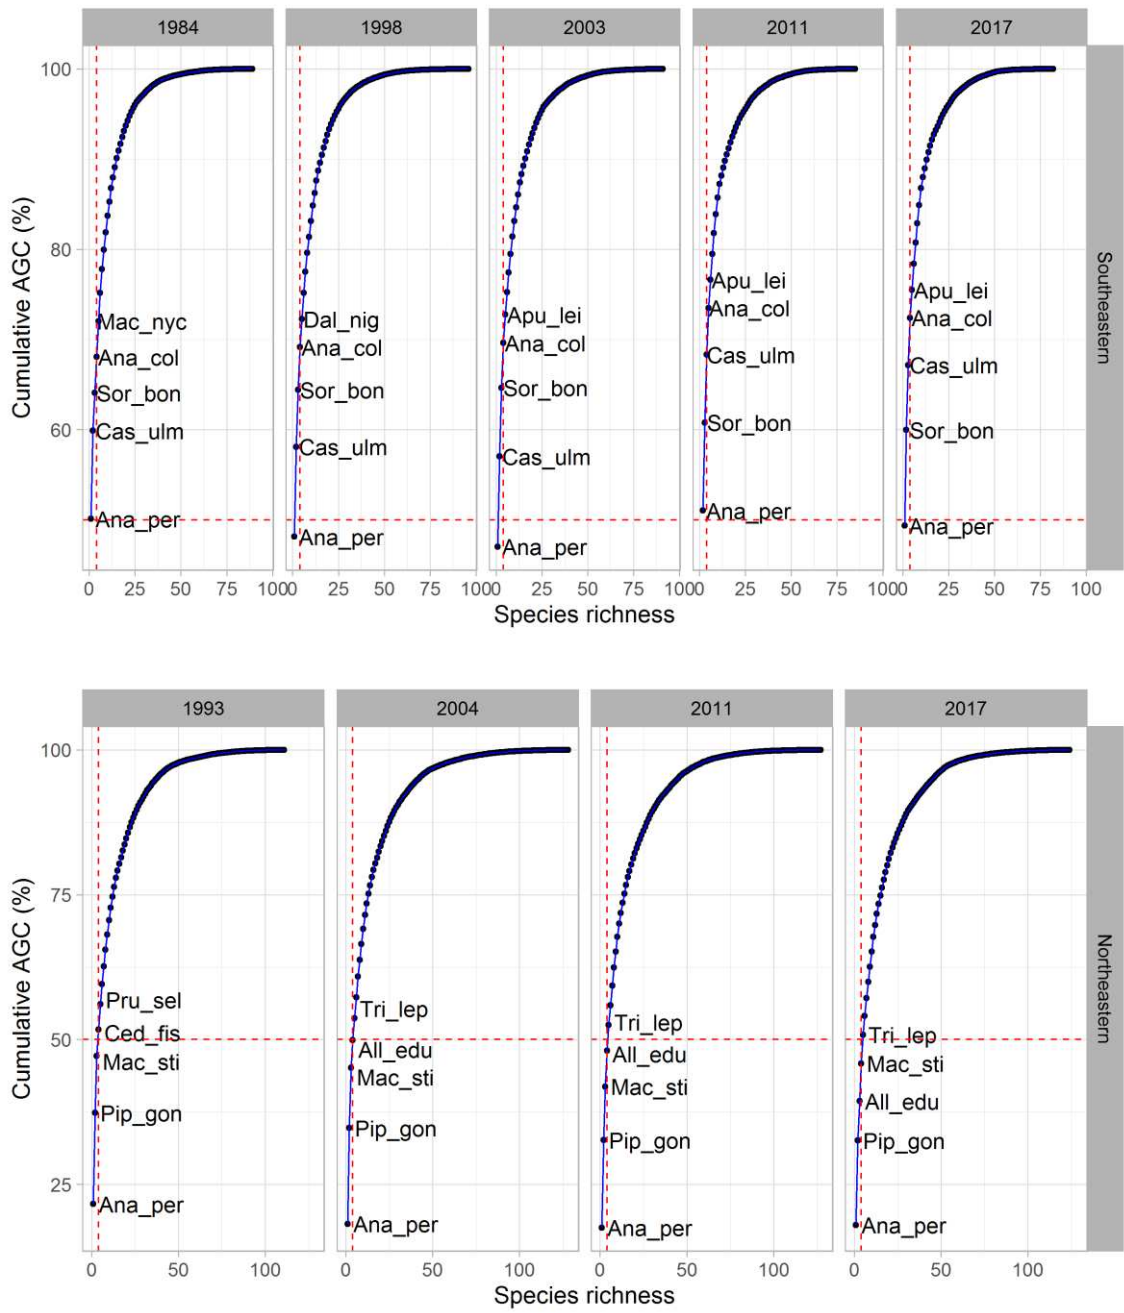 1984 1998 2003 2011 2017
Cumulative AGC (%)
100
80
60
Mac_nyc
Ana_col
Sor_bon
Cas_ulm
Ana_per
Dal_nig
Ana_col
Sor_bon
Cas_ulm
Ana_per
Apu_lei
Ana_col
Sor_bon
Cas_ulm
Ana_per
Apu_lei
Ana_col
Cas_ulm
Sor_bon
Ana_per
Apu_lei
Ana_col
Cas_ulm
Sor_bon
Ana_per
Southeastern
0 25 50 75 100 0 25 50 75 100 0 25 50 75 100 0 25 50 75 100 0 25 50 75 100
Species richness
1993 2004 2011 2017
Cumulative AGC (%)
100
75
50
25
Pru_sel
Ced_fis
Mac_sti
Pip_gon
Ana_per
Tri_lep
All_edu
Mac_sti
Pip_gon
Ana_per
Tri_lep
All_edu
Mac_sti
Pip_gon
Ana_per
Tri_lep
Mac_sti
All_edu
Pip_gon
Ana_per
Northeastern
0 50 100 0 50 100 0 50 100 0 50 100
Species richness